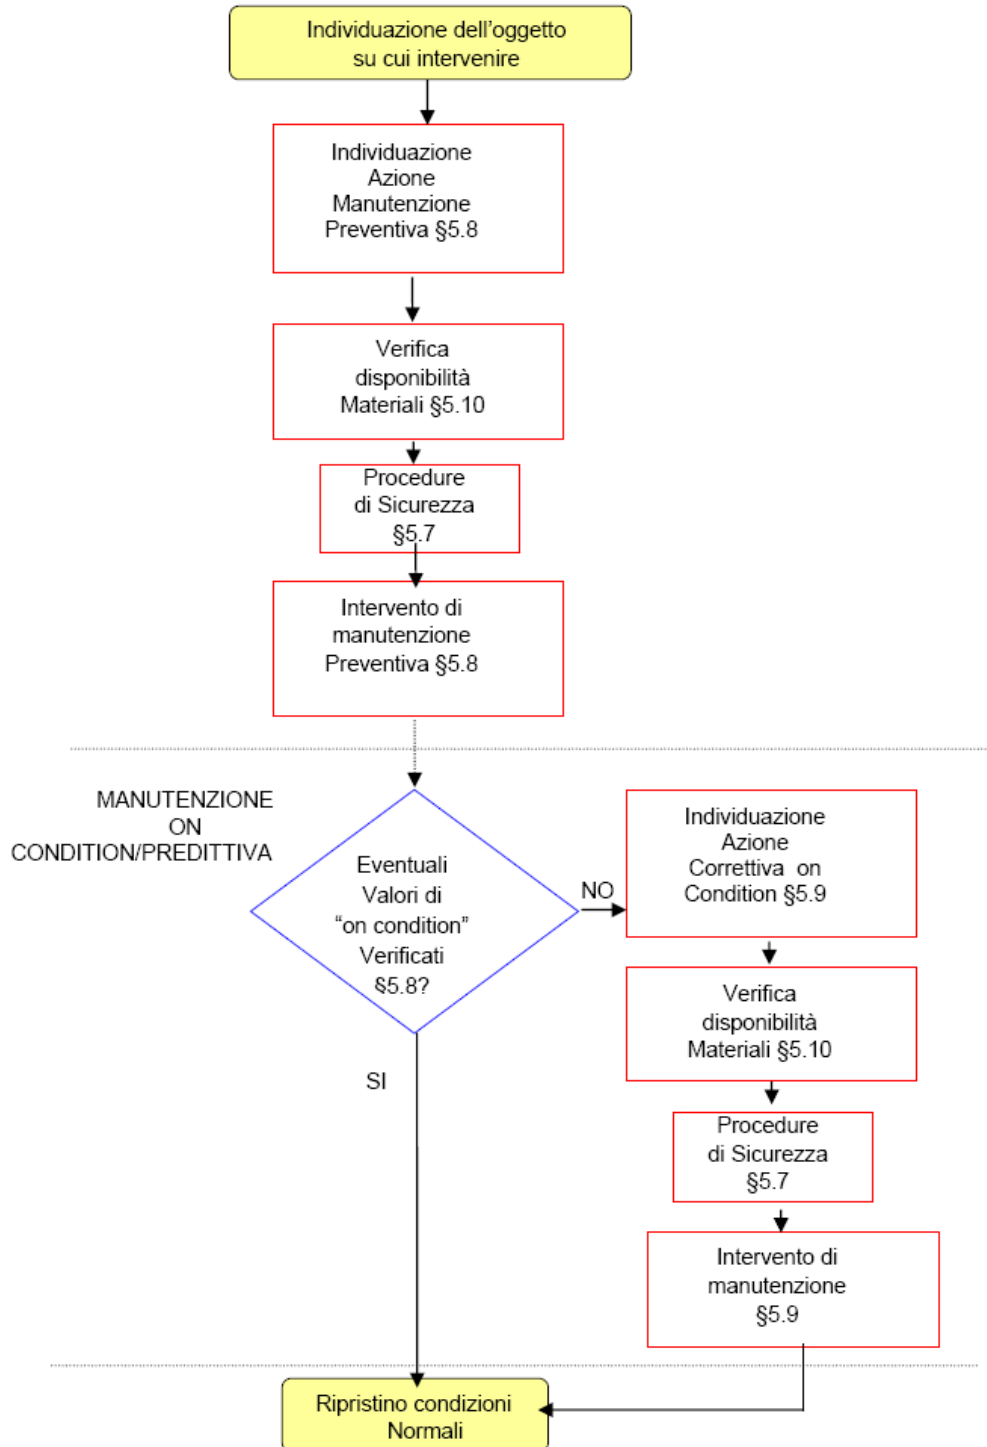 Individuazione dell'oggetto
su cui intervenire
Individuazione
Azione
Manutenzione
Preventiva §5.8
Verifica
disponibilità
Materiali §5.10
Procedure
di Sicurezza
§5.7
Intervento di
manutenzione
Preventiva §5.8
MANUTENZIONE
ON
CONDITION/PREDITTIVA
Eventuali
Valori di
“on condition”
Verificati
§5.8?
NO
SI
Individuazione
Azione
Correttiva on
Condition §5.9
Verifica
disponibilità
Materiali §5.10
Procedure
di Sicurezza
§5.7
Intervento di
manutenzione
§5.9
Ripristino condizioni
Normali